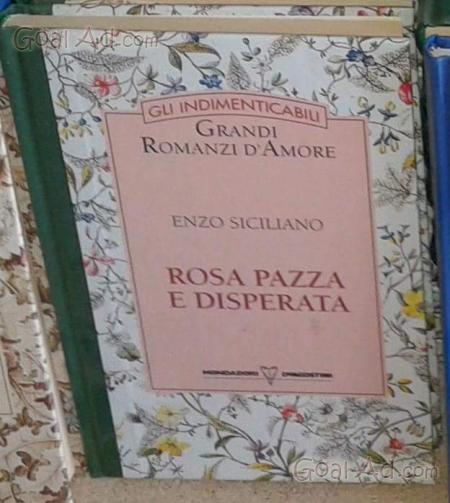 Goal-Ad.com
GLI INDIMENTICABILI
GRANDI
ROMANZI D'AMORE
ENZO SICILIANO
ROSA PAZZA
E DISPERATA
MONDADORI DEAGOSTINI
Goal-Ad.com